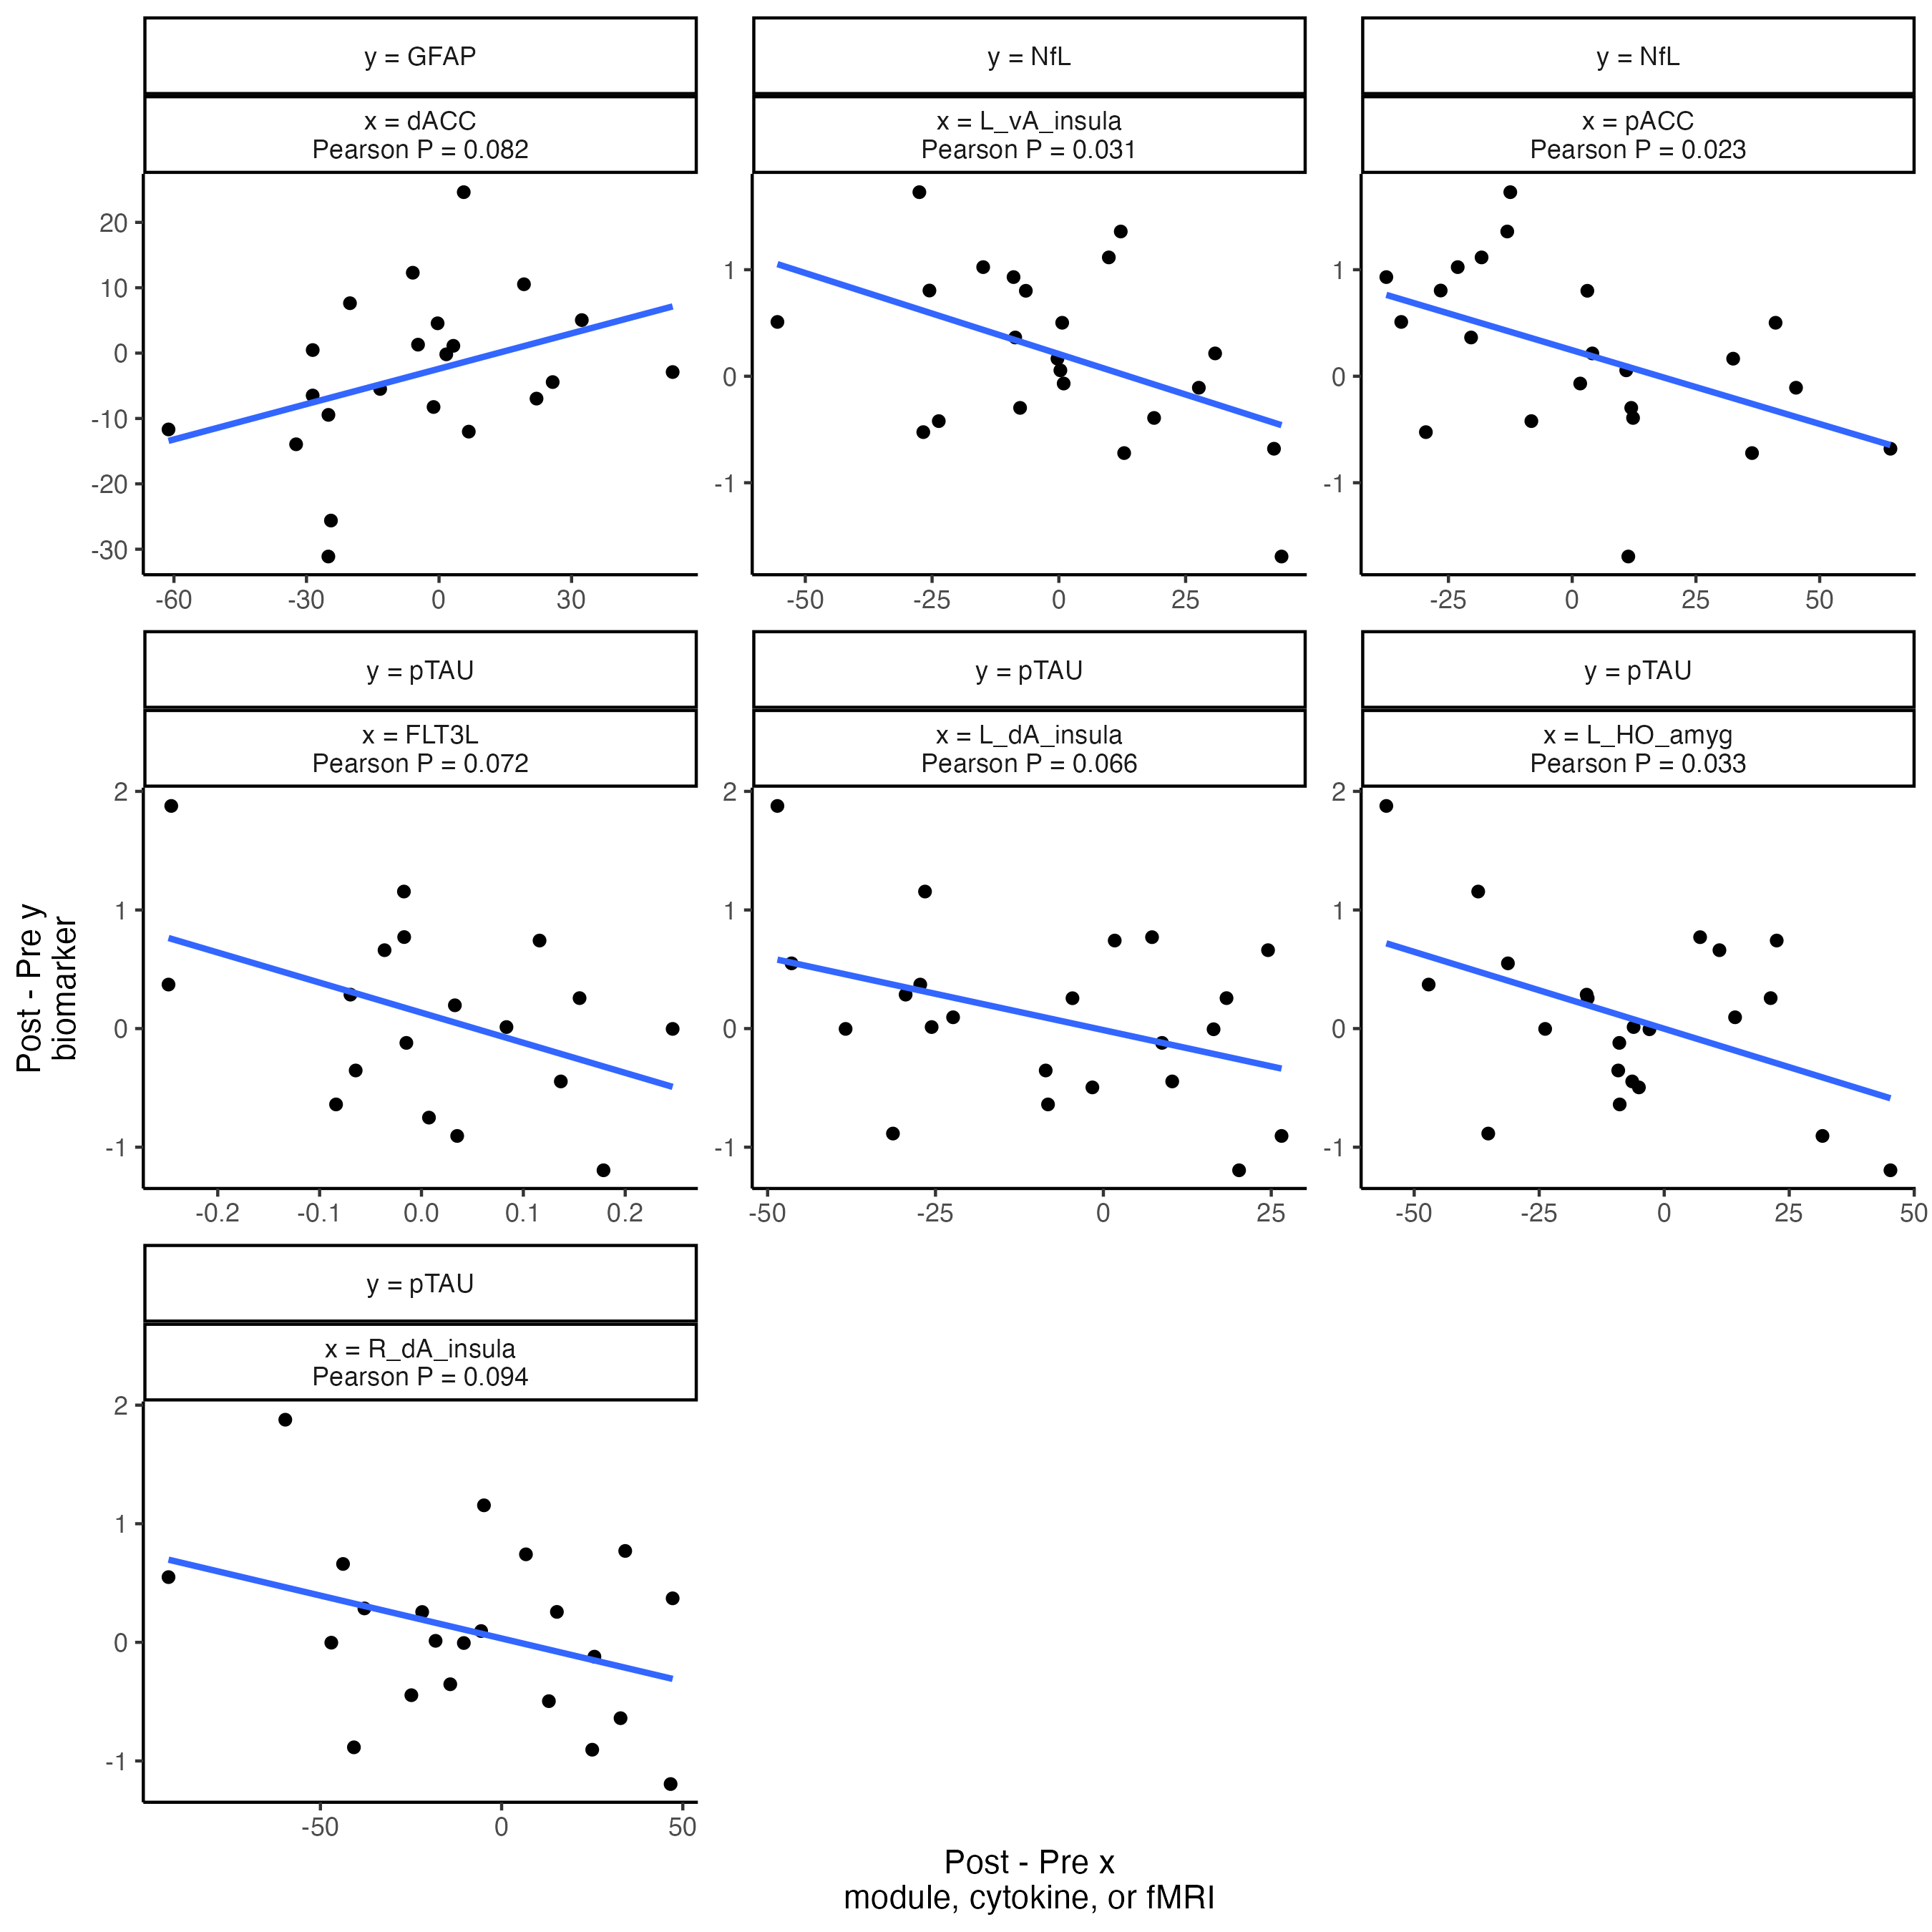 y = GFAP
x = dACC
Pearson P = 0.082
20
10
0
-10
-20
-30
-60
-30
0
30
y = NfL
x = L_vA_insula
Pearson P = 0.031
1
0
-1
-50
-25
0
25
y = NfL
x = pACC
Pearson P = 0.023
1
0
-1
-25
0
25
50
y = pTAU
x = FLT3L
Pearson P = 0.072
2
1
0
-1
-0.2
-0.1
0.0
0.1
0.2
y = pTAU
x = L_dA_insula
Pearson P = 0.066
2
1
0
-1
-50
-25
0
25
y = pTAU
x = L_HO_amyg
Pearson P = 0.033
2
1
0
-1
-50
-25
0
25
50
y = pTAU
x = R_dA_insula
Pearson P = 0.094
2
1
0
-1
-50
0
50
Post - Pre y
biomarker
Post - Pre x
module, cytokine, or fMRI